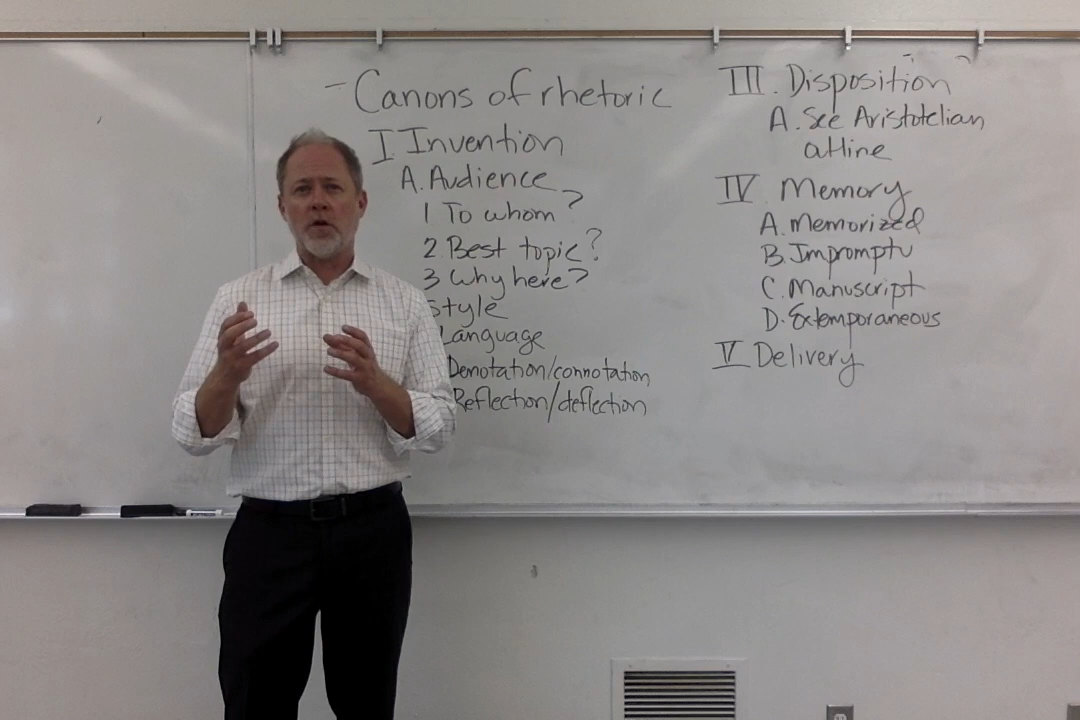 - Canons of rhetoric
I Invention
A. Audience
1 To whom?
2. Best topic?
3 Why here?
Style
Language
Denotation/connotation
Reflection/deflection
III. Disposition
A. See Aristotelian
outline
IV Memory
A. Memorized
B. Impromptu
C. Manuscript
D. Extemporaneous
V Delivery